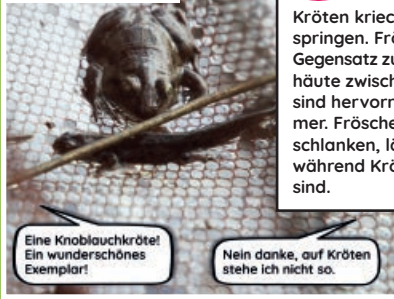 Kröten
springen.
Gegensatz
häute
sind
mer. Frösche
schlanken,
während
sind.
Eine Knoblauchkröte!
Ein wunderschönes
Exemplar!
Nein danke, auf Kröten
stehe ich nicht so.